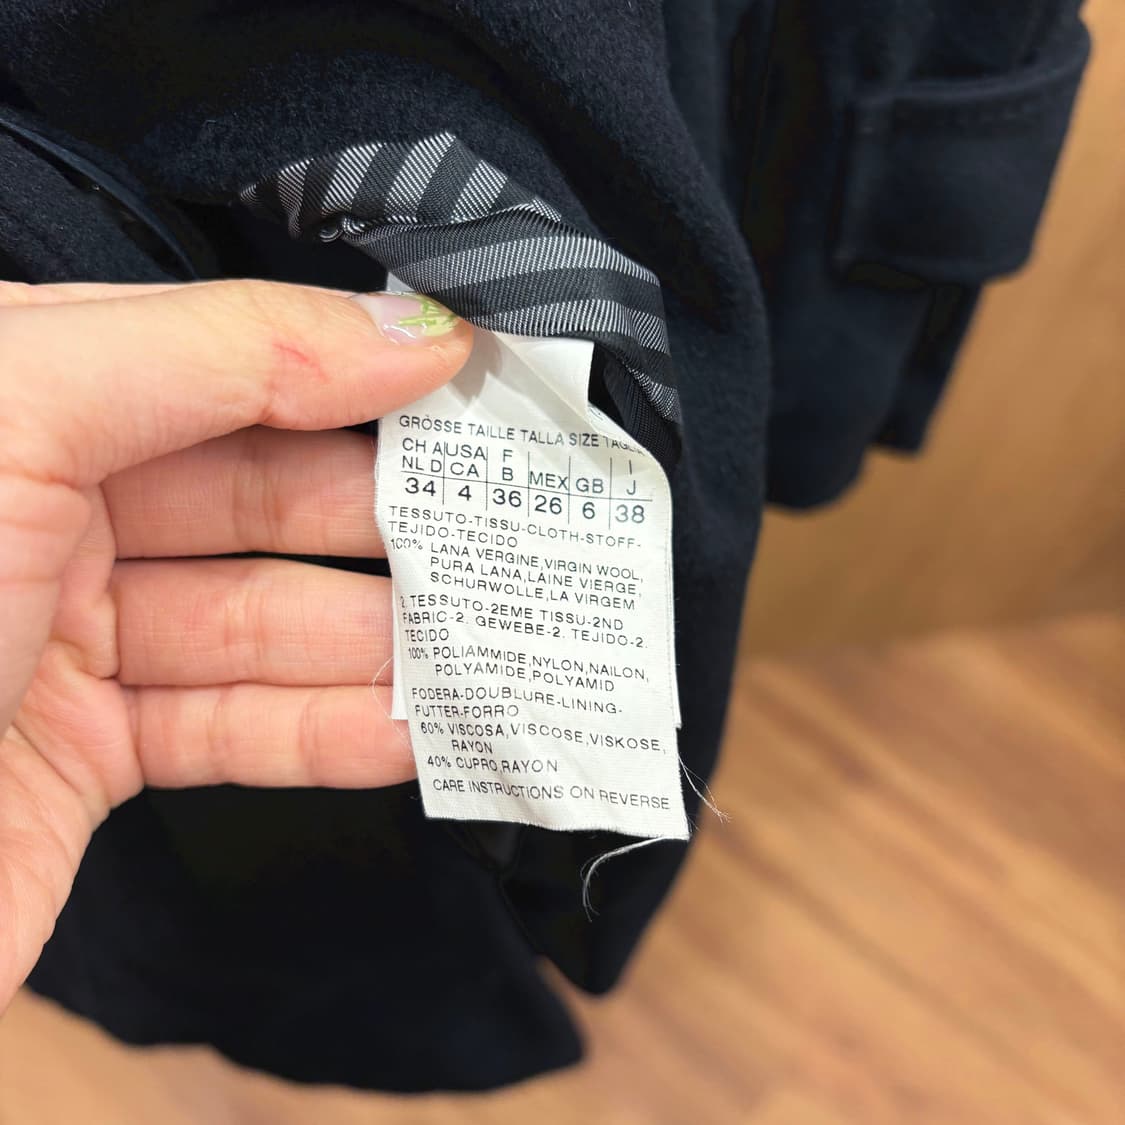 GRÖSSE TAILLE TALLA SIZE
CH A USA F I
NL D CA B MEX GB J
34 4 36 26 6 38
TESSUTO-TISSU-CLOTH-STOFF-
TEJIDO-TECIDO
100% LANA VERGINE,VIRGIN WOOL,
PURA LANA,LAINE VIERGE,
SCHURWOLLE,LA VIRGEM
2. TESSUTO-2EME TISSU-2ND
FABRIC-2. GEWEBE-2. TEJIDO-2.
TECIDO
100% POLIAMMIDE,NYLON,NAILON,
POLYAMIDE,POLYAMID
FODERA-DOUBLURE-LINING-
FUTTER-FORRO
60% VISCOSA,VISCOSE,VISKOSE,
RAYON
40% CUPRO,RAYON
CARE INSTRUCTIONS ON REVERSE